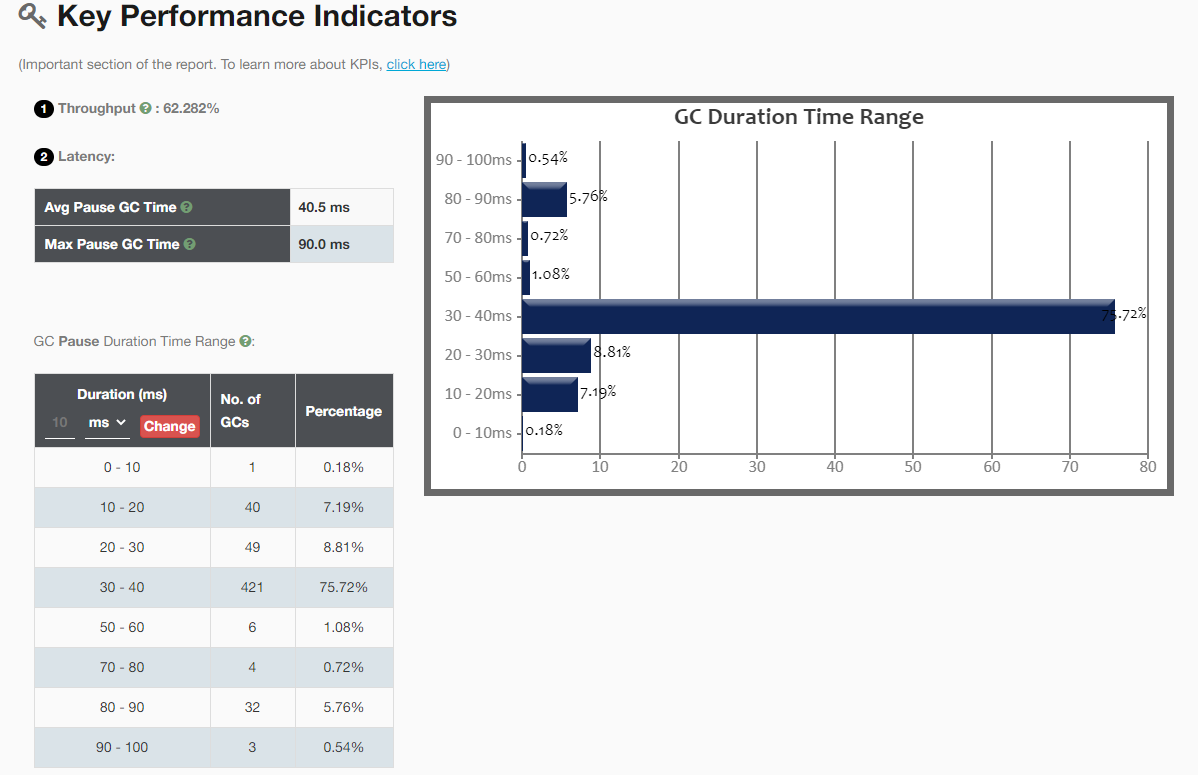 Key Performance Indicators
(Important section of the report. To learn more about KPIs, click here)
1 Throughput ? : 62.282%
2 Latency:
Avg Pause GC Time ? 40.5 ms
Max Pause GC Time ? 90.0 ms
GC Pause Duration Time Range ?:
Duration (ms) No. of GCs Percentage
10 ms Change
0 - 10 1 0.18%
10 - 20 40 7.19%
20 - 30 49 8.81%
30 - 40 421 75.72%
50 - 60 6 1.08%
70 - 80 4 0.72%
80 - 90 32 5.76%
90 - 100 3 0.54%
GC Duration Time Range
90 - 100ms 0.54%
80 - 90ms 5.76%
70 - 80ms 0.72%
50 - 60ms 1.08%
30 - 40ms 75.72%
20 - 30ms 8.81%
10 - 20ms 7.19%
0 - 10ms 0.18%
0 10 20 30 40 50 60 70 80